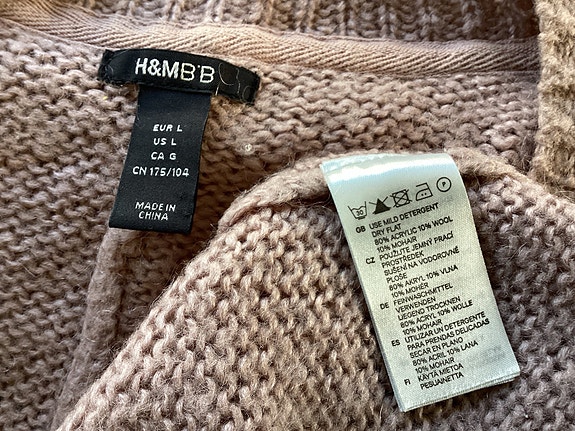 H&M B'B
EUR L
US L
CA G
CN 175/104
MADE IN
CHINA
30
P
GB USE MILD DETERGENT
DRY FLAT
80% ACRYLIC 10% WOOL
10% MOHAIR
CZ POUŽIJTE JEMNÝ PRACÍ
PROSTŘEDEK
SUŠENÍ NA VODOROVNÉ
PLOŠE
80% AKRYL 10% VLNA
10% MOHÉR
DE FEINWASCHMITTEL
VERWENDEN
LIEGEND TROCKNEN
80% ACRYL 10% WOLLE
10% MOHAIR
ES UTILIZAR UN DETERGENTE
PARA PRENDAS DELICADAS
SECAR EN PLANO
80% ACRIL 10% LANA
10% MOHAIR
FI KÄYTÄ MIETOA
PESUAINETTA